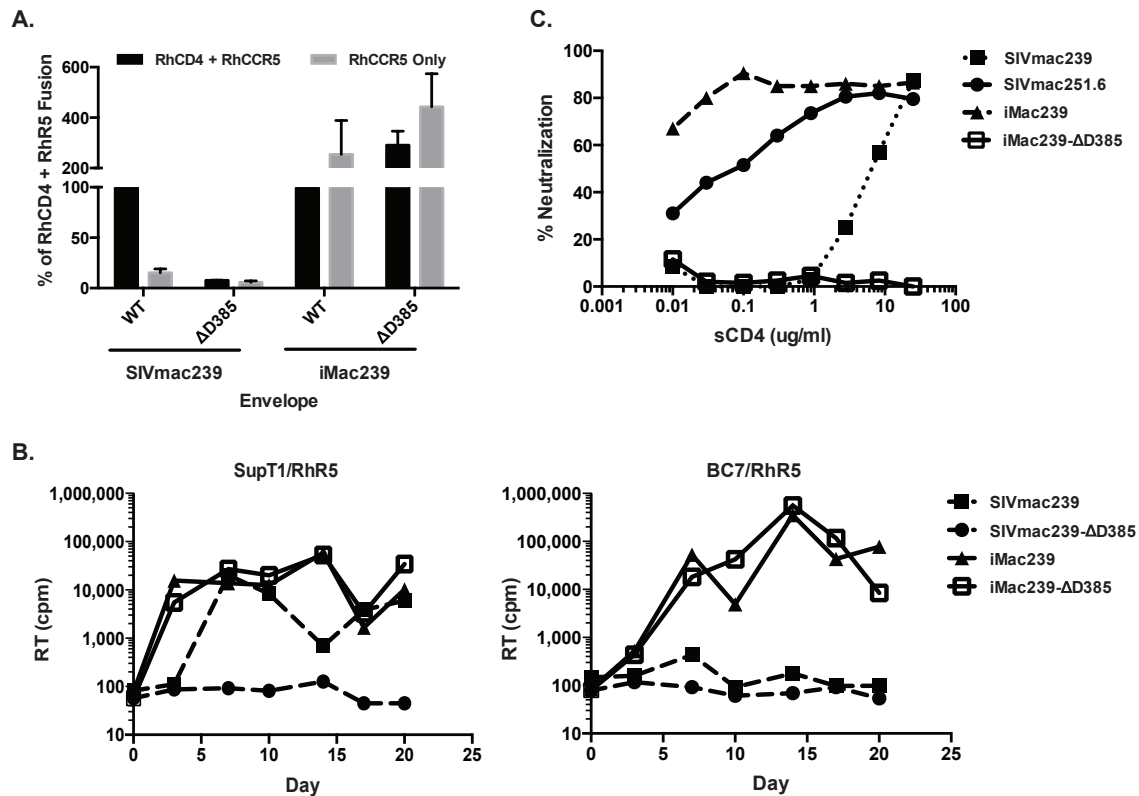 A.
RhCD4 + RhCCR5
RhCCR5 Only
% of RhCD4 + RhR5 Fusion
600
400
200
100
50
0
WT
ΔD385
WT
ΔD385
SIVmac239
iMac239
Envelope
C.
% Neutralization
100
80
60
40
20
0
0.001
0.01
0.1
1
10
100
sCD4 (ug/ml)
SIVmac239
SIVmac251.6
iMac239
iMac239-ΔD385
B.
SupT1/RhR5
RT (cpm)
1,000,000
100,000
10,000
1,000
100
10
0
5
10
15
20
25
Day
BC7/RhR5
RT (cpm)
1,000,000
100,000
10,000
1,000
100
10
0
5
10
15
20
25
Day
SIVmac239
SIVmac239-ΔD385
iMac239
iMac239-ΔD385